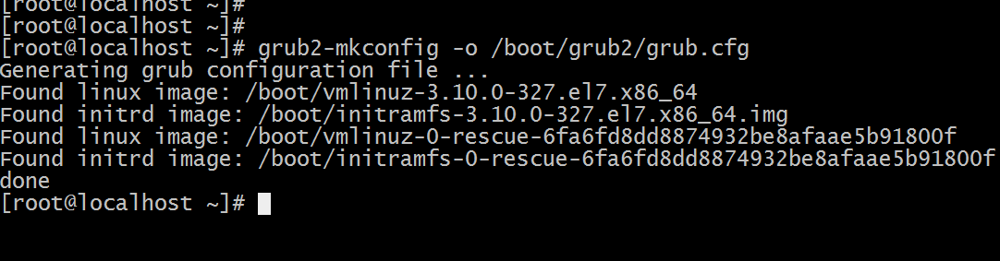 [root@localhost ~]#
[root@localhost ~]#
[root@localhost ~]# grub2-mkconfig -o /boot/grub2/grub.cfg
Generating grub configuration file ...
Found linux image: /boot/vmlinuz-3.10.0-327.el7.x86_64
Found initrd image: /boot/initramfs-3.10.0-327.el7.x86_64.img
Found linux image: /boot/vmlinuz-0-rescue-6fa6fd8dd8874932be8afaae5b91800f
Found initrd image: /boot/initramfs-0-rescue-6fa6fd8dd8874932be8afaae5b91800f
done
[root@localhost ~]#